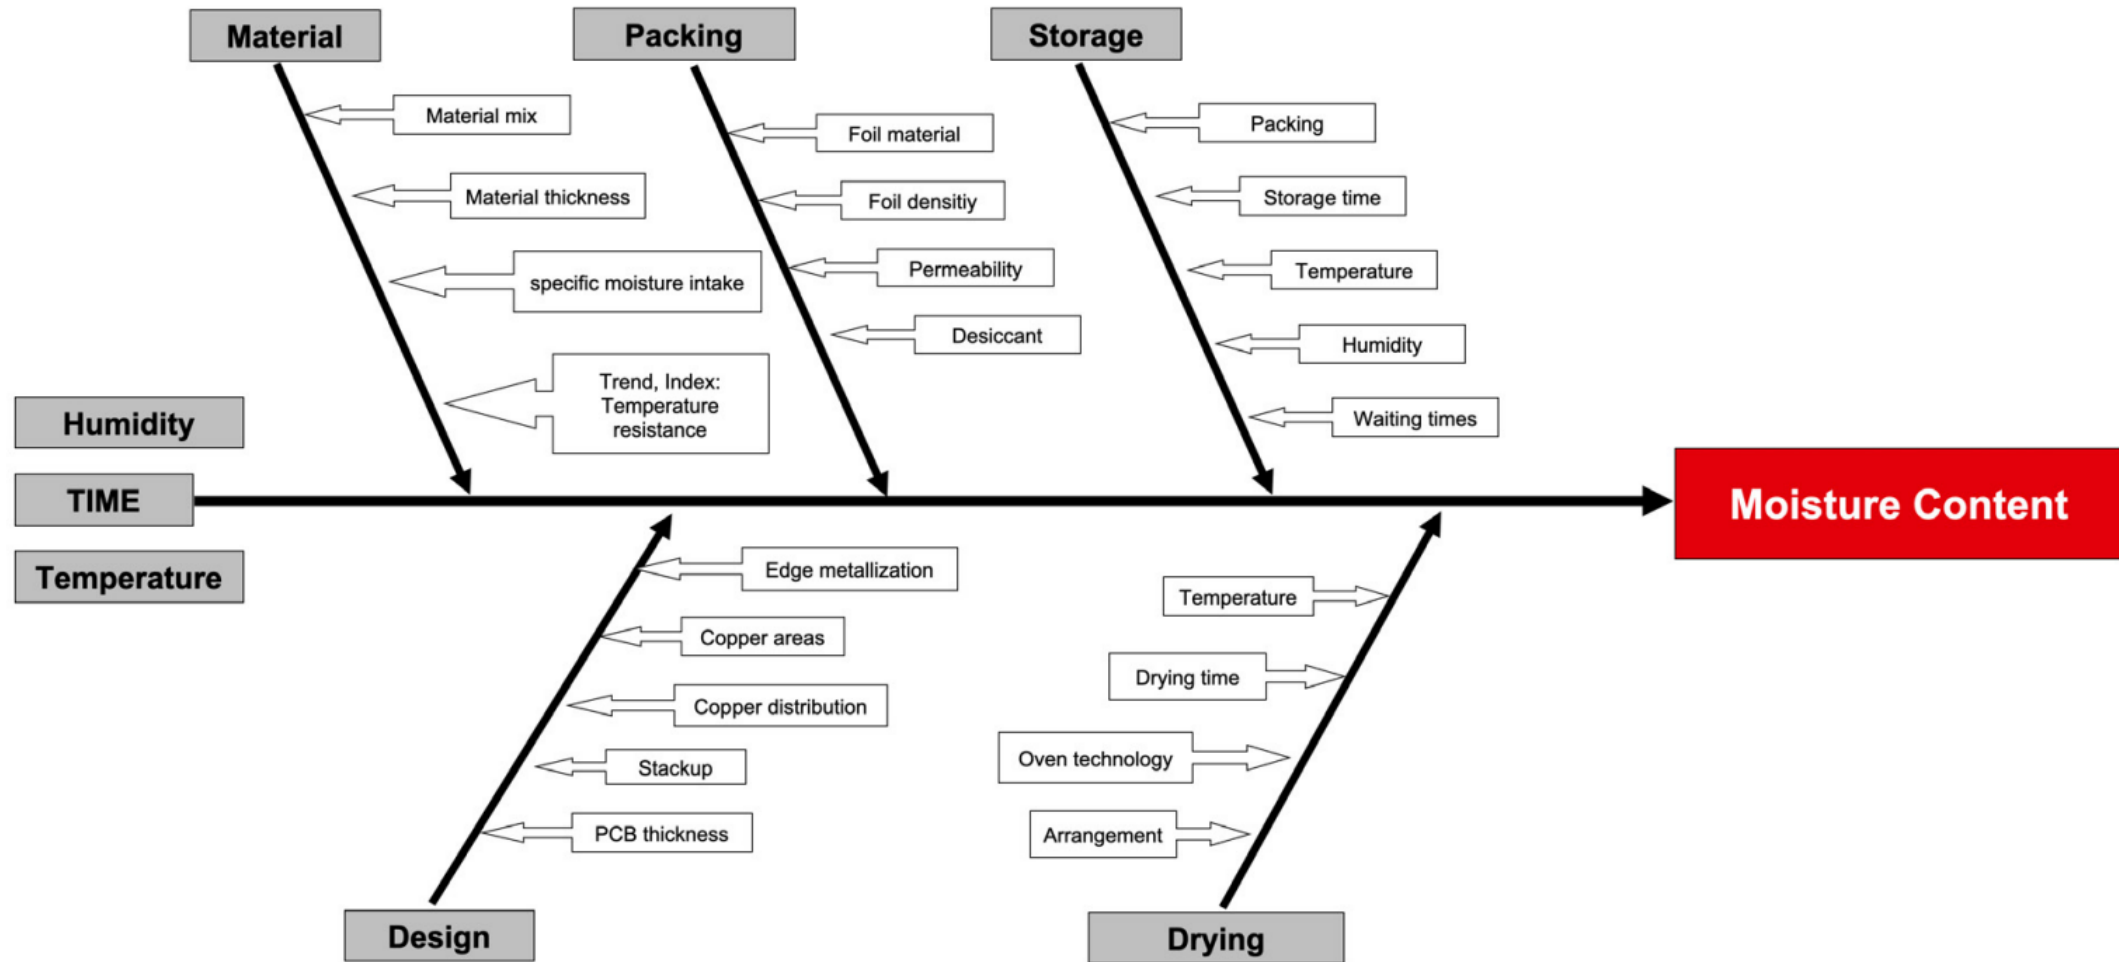 Material
Packing
Storage
Material mix
Material thickness
specific moisture intake
Trend, Index:
Temperature
resistance
Foil material
Foil densitiy
Permeability
Desiccant
Packing
Storage time
Temperature
Humidity
Waiting times
Humidity
TIME
Temperature
Moisture Content
Edge metallization
Copper areas
Copper distribution
Stackup
PCB thickness
Temperature
Drying time
Oven technology
Arrangement
Design
Drying